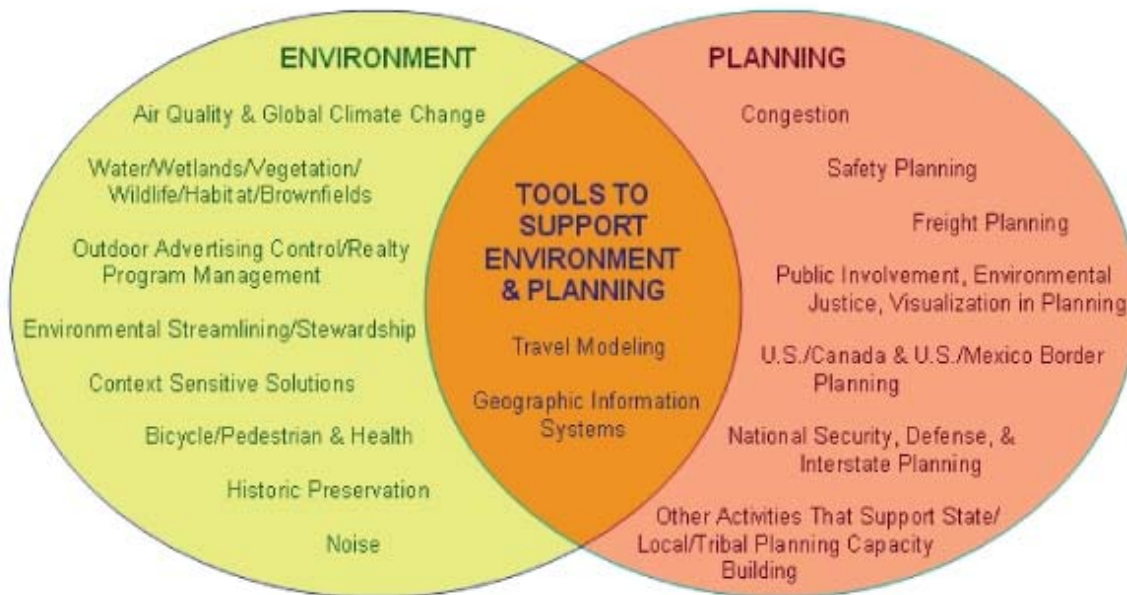 ENVIRONMENT
Air Quality & Global Climate Change
Water/Wetlands/Vegetation/
Wildlife/Habitat/Brownfields
Outdoor Advertising Control/Realty
Program Management
Environmental Streamlining/Stewardship
Context Sensitive Solutions
Bicycle/Pedestrian & Health
Historic Preservation
Noise
TOOLS TO
SUPPORT
ENVIRONMENT
& PLANNING
Travel Modeling
Geographic Information
Systems
PLANNING
Congestion
Safety Planning
Freight Planning
Public Involvement, Environmental
Justice, Visualization in Planning
U.S./Canada & U.S./Mexico Border
Planning
National Security, Defense, &
Interstate Planning
Other Activities That Support State/
Local/Tribal Planning Capacity
Building